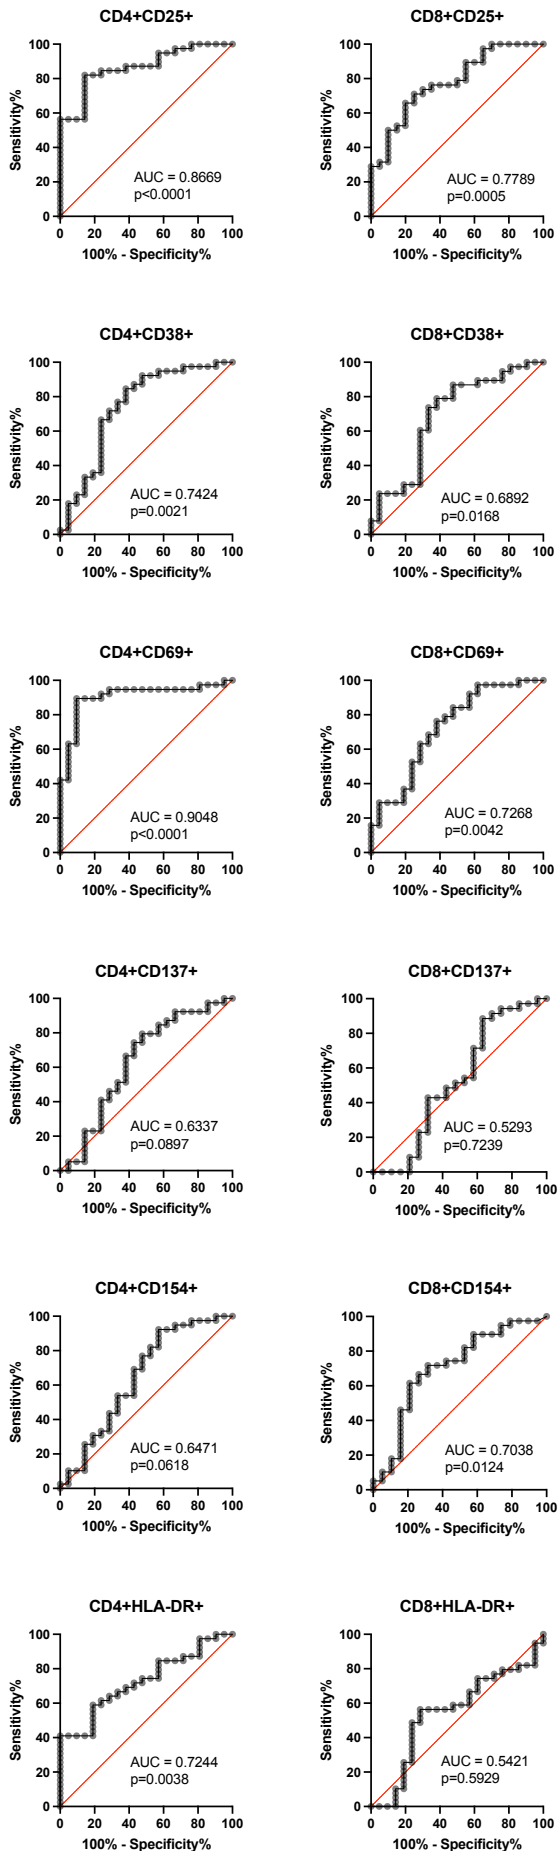 CD4+CD25+
Sensitivity%
100
80
60
40
20
0
AUC = 0.8669
p<0.0001
0 20 40 60 80 100
100% - Specificity%
CD8+CD25+
Sensitivity%
100
80
60
40
20
0
AUC = 0.7789
p=0.0005
0 20 40 60 80 100
100% - Specificity%
CD4+CD38+
Sensitivity%
100
80
60
40
20
0
AUC = 0.7424
p=0.0021
0 20 40 60 80 100
100% - Specificity%
CD8+CD38+
Sensitivity%
100
80
60
40
20
0
AUC = 0.6892
p=0.0168
0 20 40 60 80 100
100% - Specificity%
CD4+CD69+
Sensitivity%
100
80
60
40
20
0
AUC = 0.9048
p<0.0001
0 20 40 60 80 100
100% - Specificity%
CD8+CD69+
Sensitivity%
100
80
60
40
20
0
AUC = 0.7268
p=0.0042
0 20 40 60 80 100
100% - Specificity%
CD4+CD137+
Sensitivity%
100
80
60
40
20
0
AUC = 0.6337
p=0.0897
0 20 40 60 80 100
100% - Specificity%
CD8+CD137+
Sensitivity%
100
80
60
40
20
0
AUC = 0.5293
p=0.7239
0 20 40 60 80 100
100% - Specificity%
CD4+CD154+
Sensitivity%
100
80
60
40
20
0
AUC = 0.6471
p=0.0618
0 20 40 60 80 100
100% - Specificity%
CD8+CD154+
Sensitivity%
100
80
60
40
20
0
AUC = 0.7038
p=0.0124
0 20 40 60 80 100
100% - Specificity%
CD4+HLA-DR+
Sensitivity%
100
80
60
40
20
0
AUC = 0.7244
p=0.0038
0 20 40 60 80 100
100% - Specificity%
CD8+HLA-DR+
Sensitivity%
100
80
60
40
20
0
AUC = 0.5421
p=0.5929
0 20 40 60 80 100
100% - Specificity%